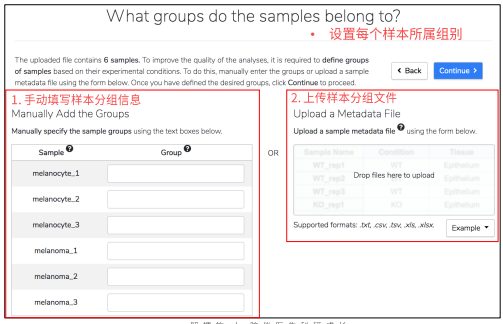 What groups do the samples belong to?
• 设置每个样本所属组别
The uploaded file contains 6 samples. To improve the quality of the analyses, it is required to define groups
of samples based on their experimental conditions. To do this, manually enter the groups or upload a sample
metadata file using the form below. Once you have defined the desired groups, click Continue to proceed.
< Back
Continue >
1. 手动填写样本分组信息
Manually Add the Groups
Manually specify the sample groups using the text boxes below.
Sample ?
Group ?
melanocyte_1
melanocyte_2
melanocyte_3
melanoma_1
melanoma_2
melanoma_3
OR
2. 上传样本分组文件
Upload a Metadata File
Upload a sample metadata file ? using the form below.
Sample Name Condition Tissue
WT_rep1 WT Epithelium
WT_rep2 WT Epithelium
Drop files here to upload
WT_rep3 WT Epithelium
KO_rep1 KO Epithelium
Supported formats: .txt, .csv, .tsv, .xls, .xlsx.
Example